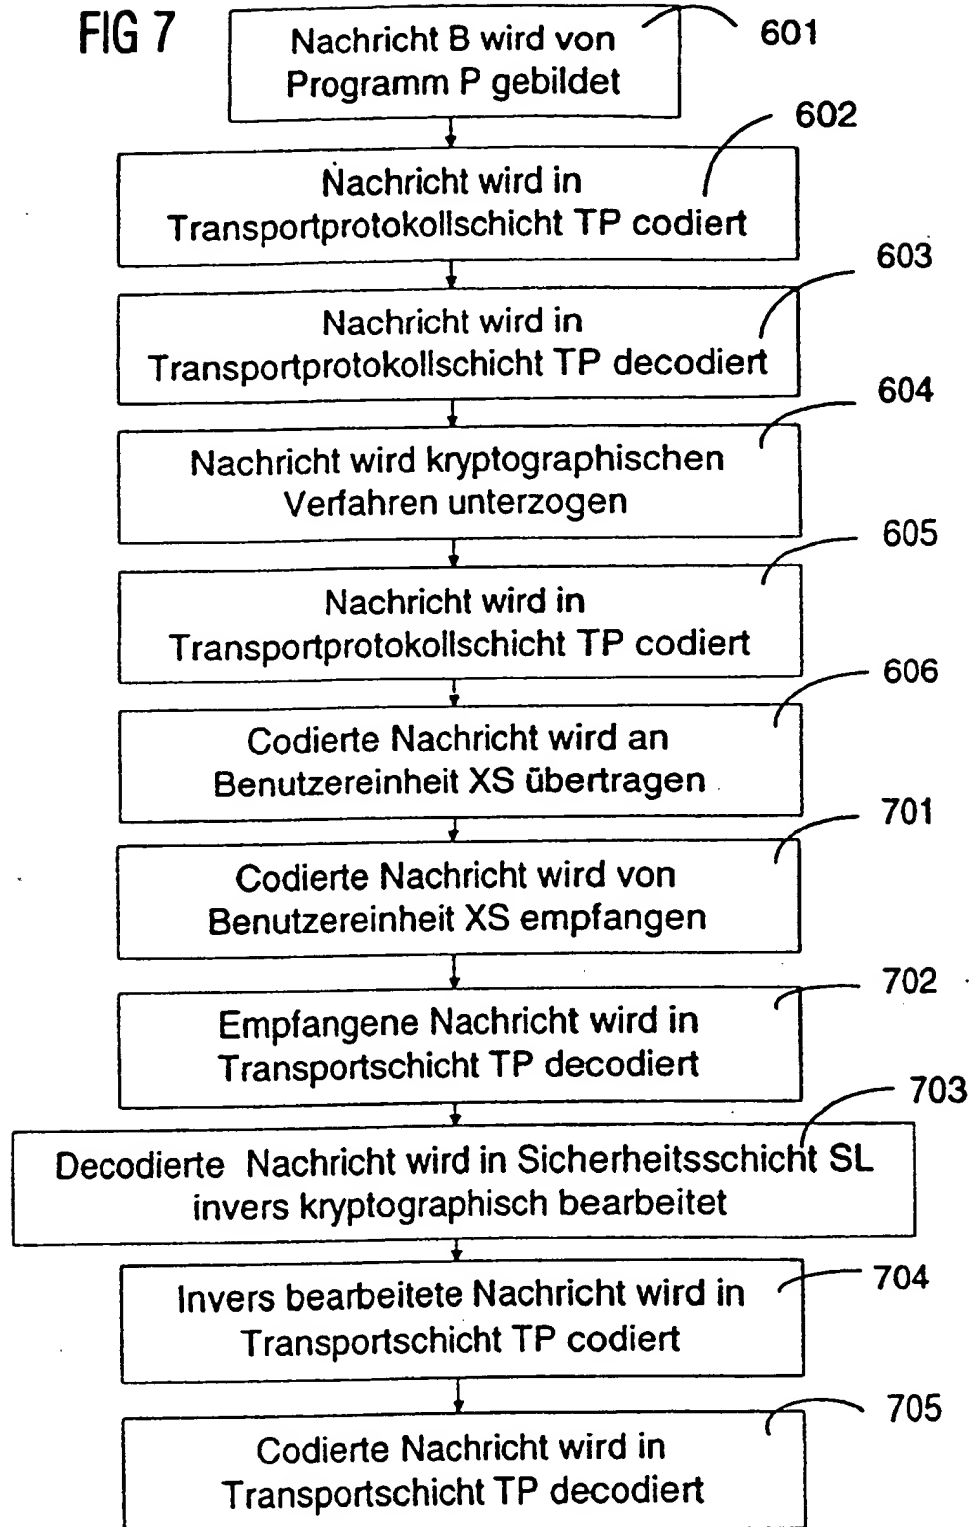 FIG 7
Nachricht B wird von
Programm P gebildet
601
602
Nachricht wird in
Transportprotokollschicht TP codiert
603
Nachricht wird in
Transportprotokollschicht TP decodiert
604
Nachricht wird kryptographischen
Verfahren unterzogen
605
Nachricht wird in
Transportprotokollschicht TP codiert
606
Codierte Nachricht wird an
Benutzereinheit XS übertragen
701
Codierte Nachricht wird von
Benutzereinheit XS empfangen
702
Empfangene Nachricht wird in
Transportschicht TP decodiert
703
Decodierte Nachricht wird in Sicherheitsschicht SL
invers kryptographisch bearbeitet
704
Invers bearbeitete Nachricht wird in
Transportschicht TP codiert
705
Codierte Nachricht wird in
Transportschicht TP decodiert